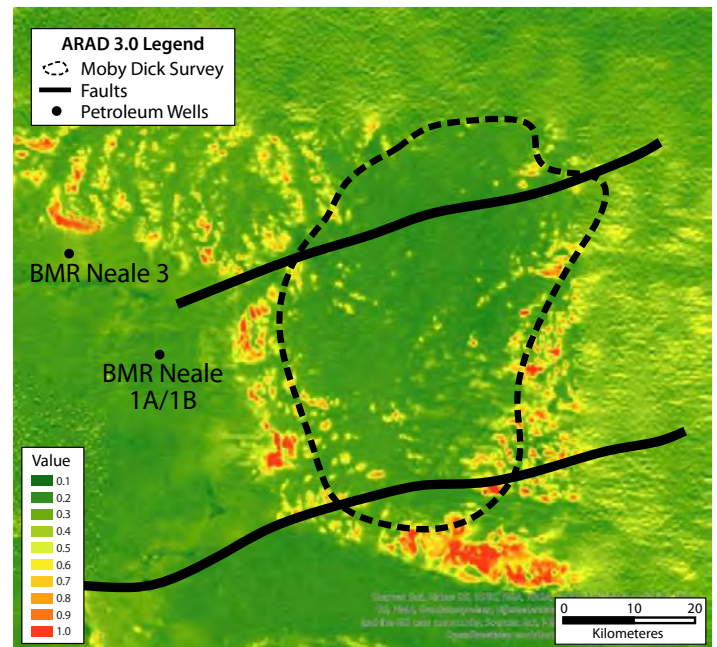 ARAD 3.0 Legend
Moby Dick Survey
Faults
Petroleum Wells
BMR Neale 3
BMR Neale
1A/1B
Value
0.1
0.2
0.3
0.4
0.5
0.6
0.7
0.8
0.9
1.0
0 10 20
Kilometeres